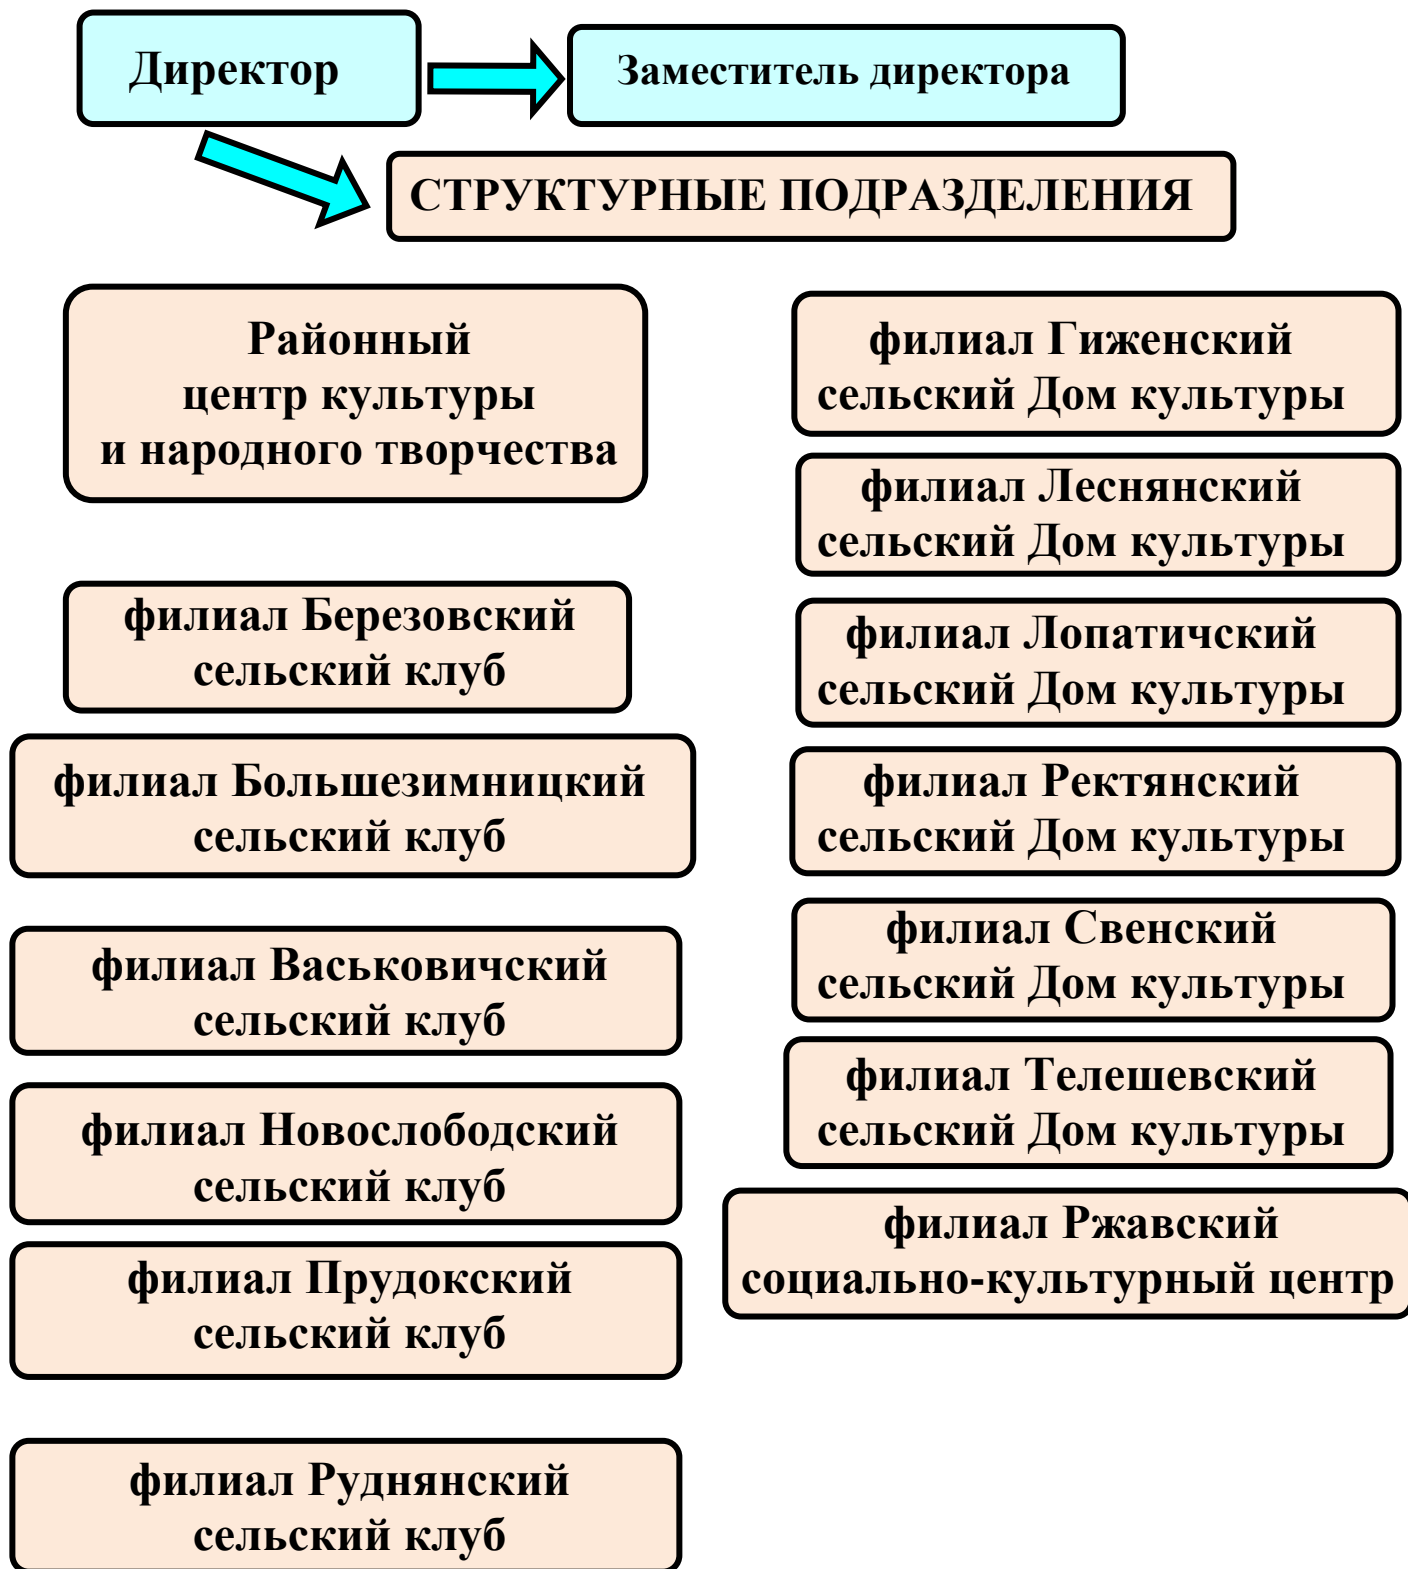 Директор
Заместитель директора
СТРУКТУРНЫЕ ПОДРАЗДЕЛЕНИЯ
Районный
центр культуры
и народного творчества
филиал Березовский
сельский клуб
филиал Большезимницкий
сельский клуб
филиал Васьковичский
сельский клуб
филиал Новослободский
сельский клуб
филиал Прудокский
сельский клуб
филиал Руднянский
сельский клуб
филиал Гиженский
сельский Дом культуры
филиал Леснянский
сельский Дом культуры
филиал Лопатичский
сельский Дом культуры
филиал Ректянский
сельский Дом культуры
филиал Свенский
сельский Дом культуры
филиал Телешевский
сельский Дом культуры
филиал Ржавский
социально-культурный центр